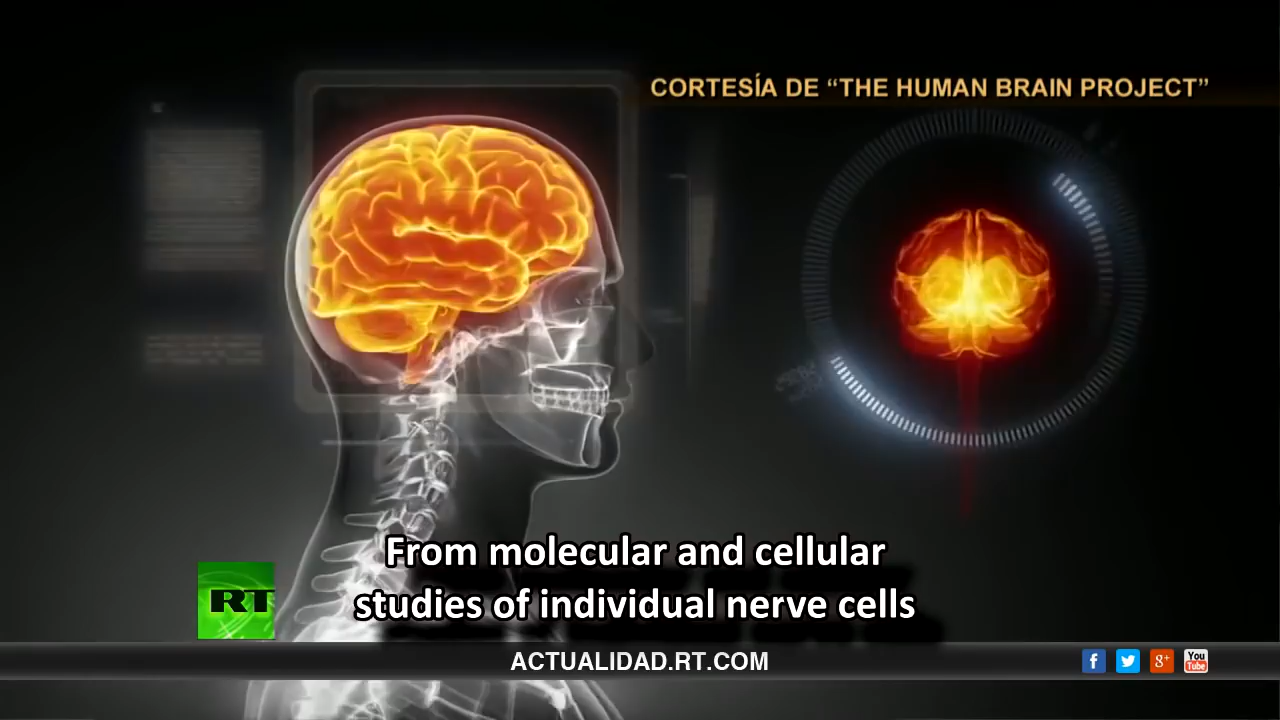 CORTESÍA DE “THE HUMAN BRAIN PROJECT”
From molecular and cellular
studies of individual nerve cells
RT
ACTUALIDAD.RT.COM
f
g+
You
Tube